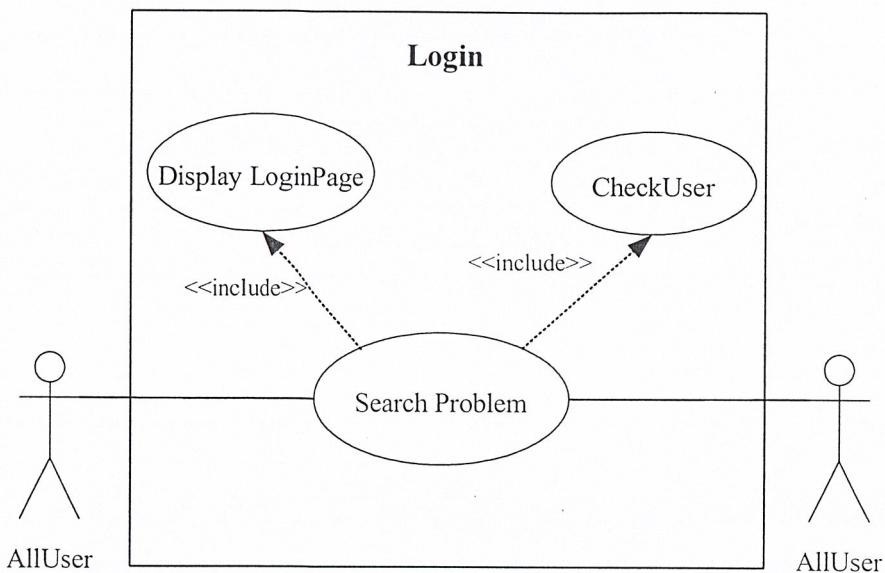 Login
Display LoginPage
CheckUser
<<include>>
<<include>>
Search Problem
AllUser
AllUser